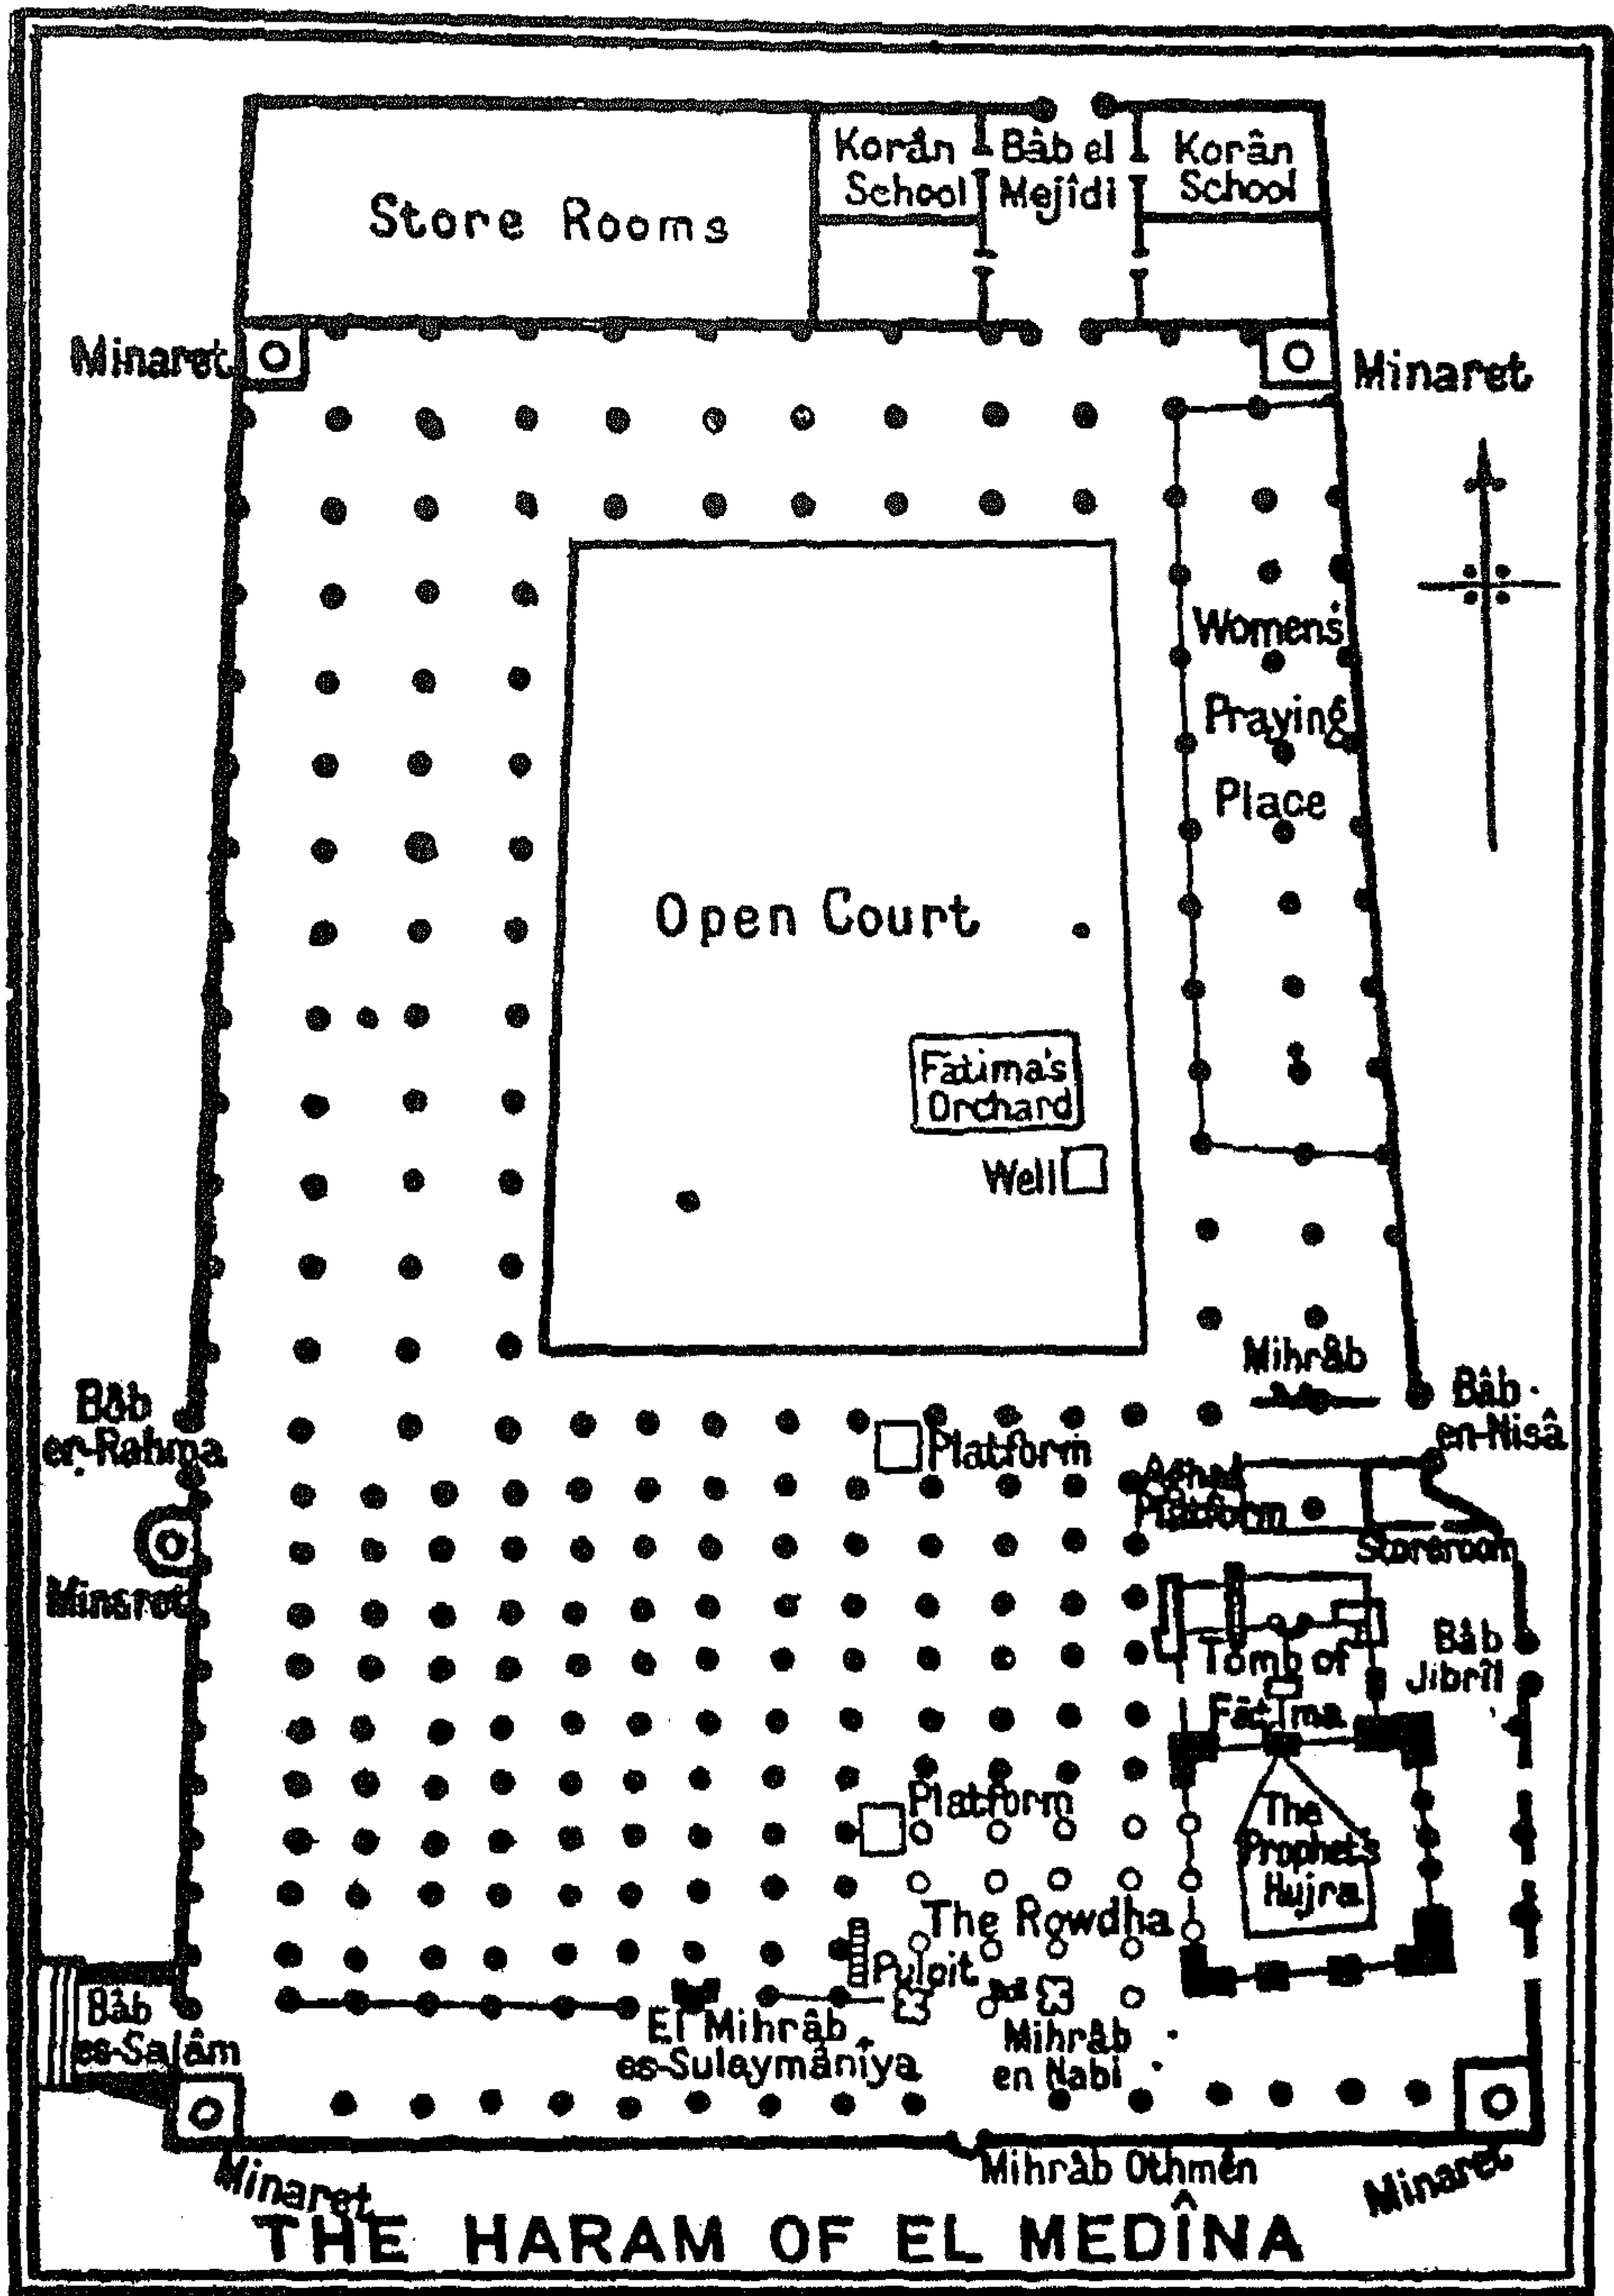 Store Rooms
Korân
School
Bâb el
Mejîdi
Korân
School
Minaret
Minaret
Womens'
Praying
Place
Open Court
Fatima's
Orchard
Well
Mihrâb
Bâb
er-Rahma
Bâb
en-Nisâ
Platform
Platform
Storeroom
Minaret
Tomb of
Fatima
Bâb
Jibrîl
Platform
The
Prophet's
Hujra
The Rowdha
Pulpit
Bâb
es-Salâm
El Mihrâb
es-Sulaymânîya
Mihrâb
en Nabi
Mihrâb Othmân
Minaret
Minaret
THE HARAM OF EL MEDÎNA